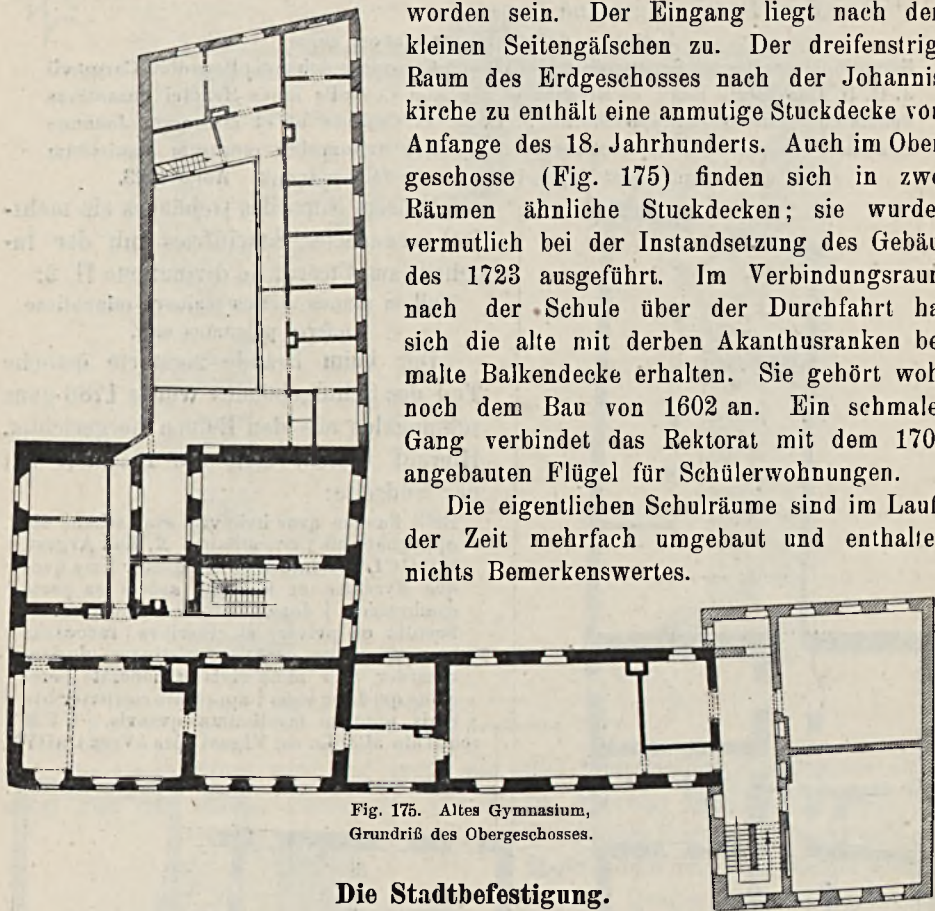 worden sein. Der Eingang liegt nach
kleinen Seitengäfschen zu. Der dreifenstrig
Raum des Erdgeschosses nach der Johannis
kirche zu enthält eine anmutige Stuckdecke
Anfange des 18. Jahrhunderts. Auch im Ober
geschosse (Fig. 175) finden sich in zwe
Räumen ähnliche Stuckdecken; sie wurde
vermutlich bei der Instandsetzung des Gebäu
des 1723 ausgeführt. Im Verbindungsraum
nach der Schule über der Durchfahrt ha
sich die alte mit derben Akanthusranken be
malte Balkendecke erhalten. Sie gehört woh
noch dem Bau von 1602 an. Ein schmale
Gang verbindet das Rektorat mit dem 170
angebauten Flügel für Schülerwohnungen.
Die eigentlichen Schulräume sind im Lauf
der Zeit mehrfach umgebaut und enthalte
nichts Bemerkenswertes.
Fig. 175. Altes Gymnasium,
Grundriß des Obergeschosses.
Die Stadtbefestigung.